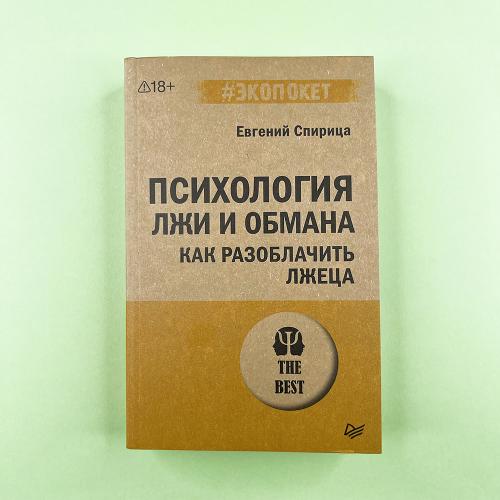 18+
#ЭКОПОКЕТ
Евгений Спирица
ПСИХОЛОГИЯ
ЛЖИ И ОБМАНА
КАК РАЗОБЛАЧИТЬ
ЛЖЕЦА
THE
BEST